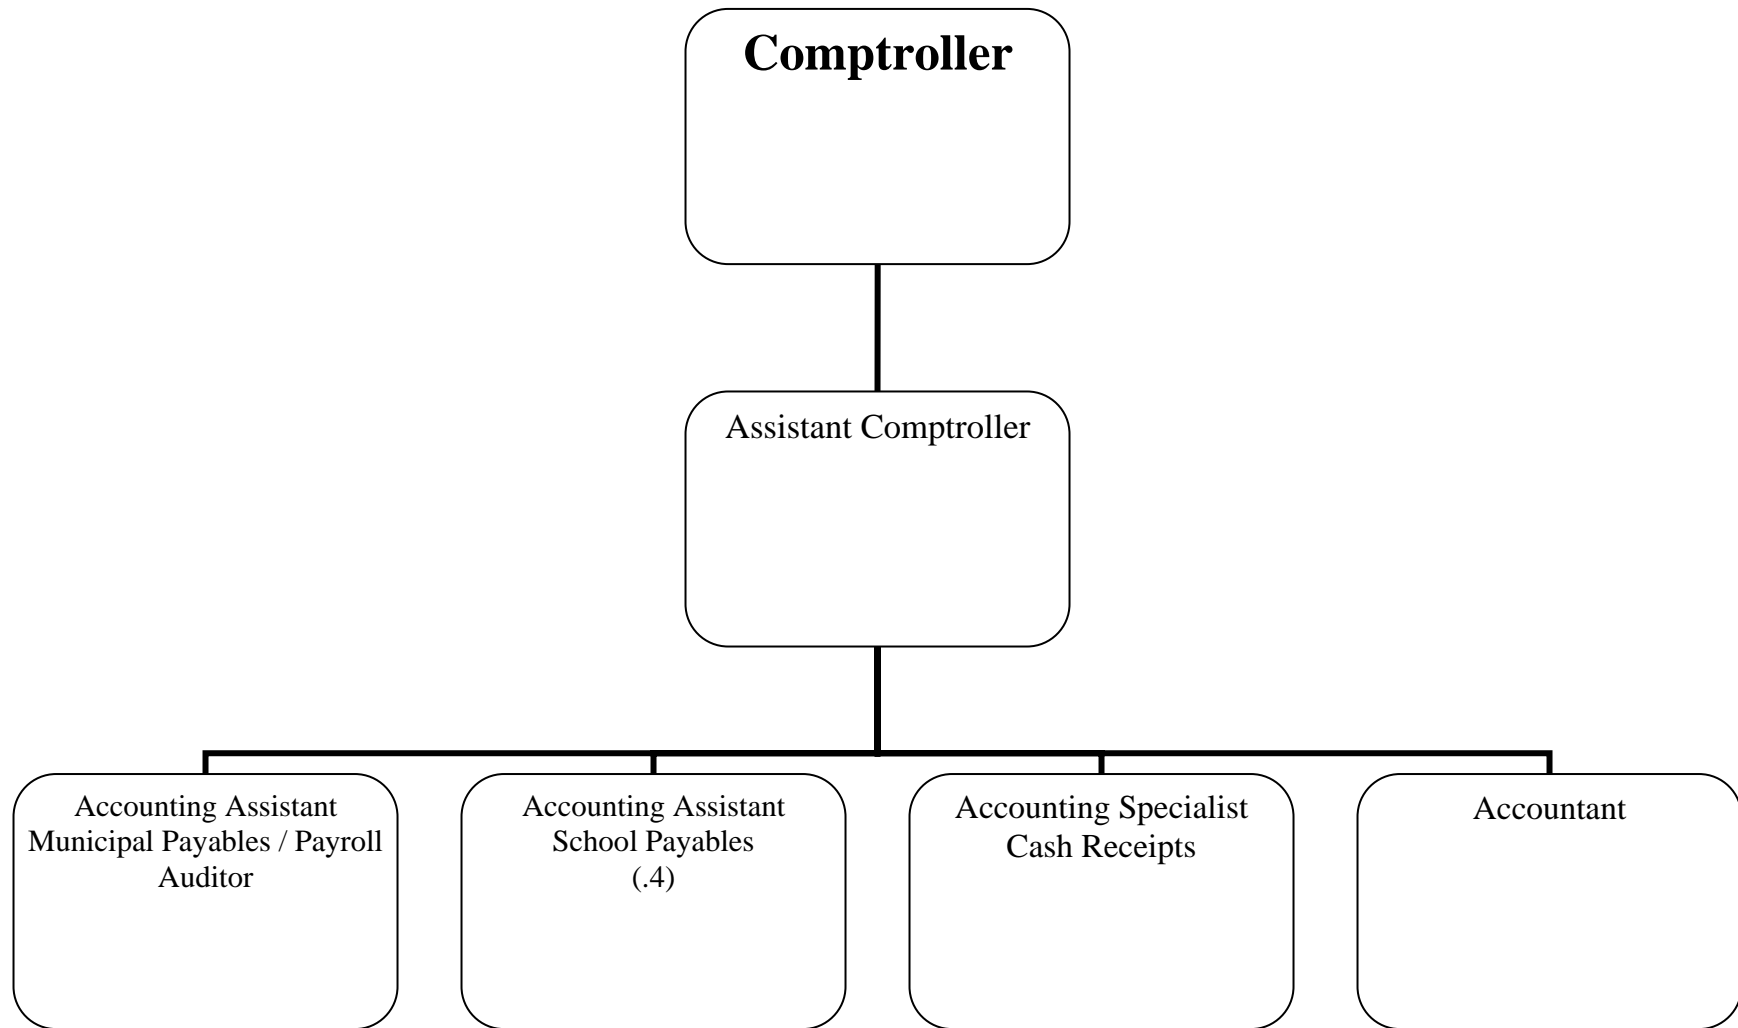 Comptroller
Assistant Comptroller
Accounting Assistant
Municipal Payables / Payroll
Auditor
Accounting Assistant
School Payables
(.4)
Accounting Specialist
Cash Receipts
Accountant